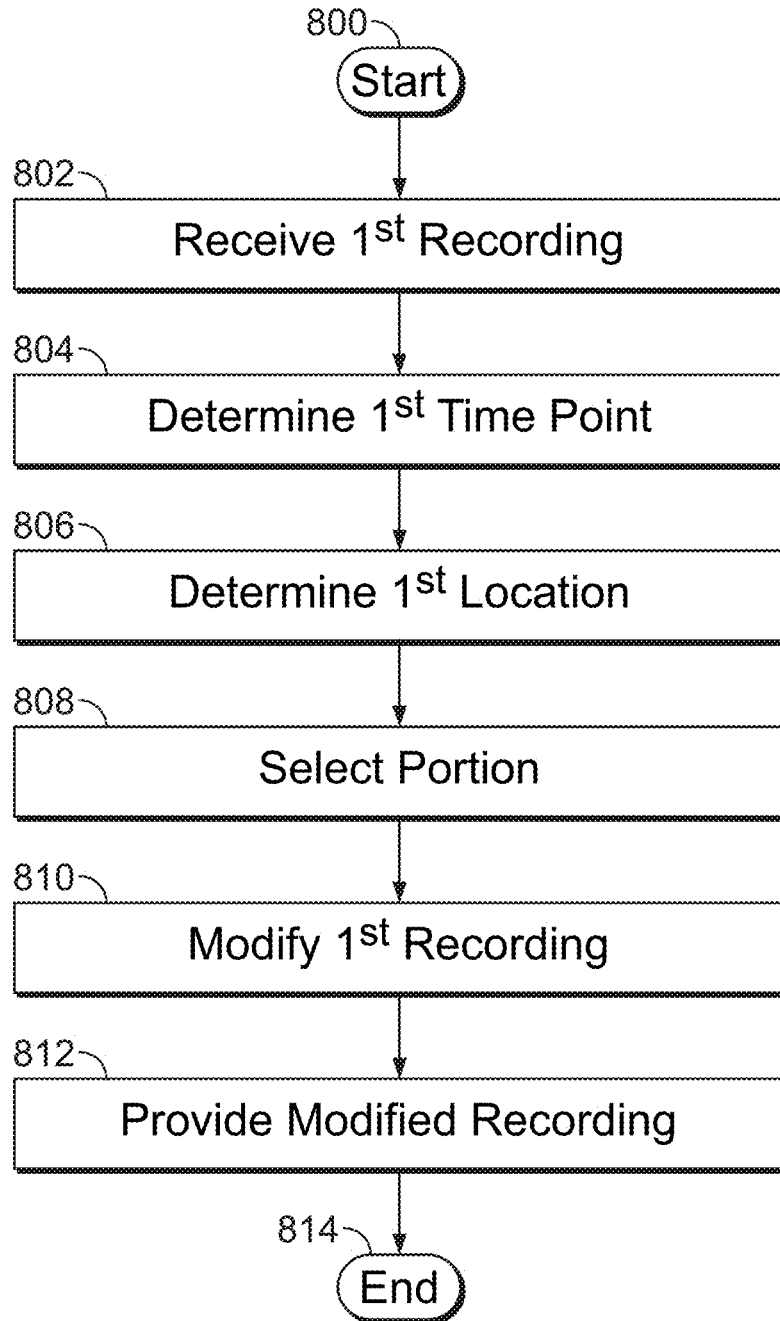 800
Start
802
Receive 1st Recording
804
Determine 1st Time Point
806
Determine 1st Location
808
Select Portion
810
Modify 1st Recording
812
Provide Modified Recording
814
End